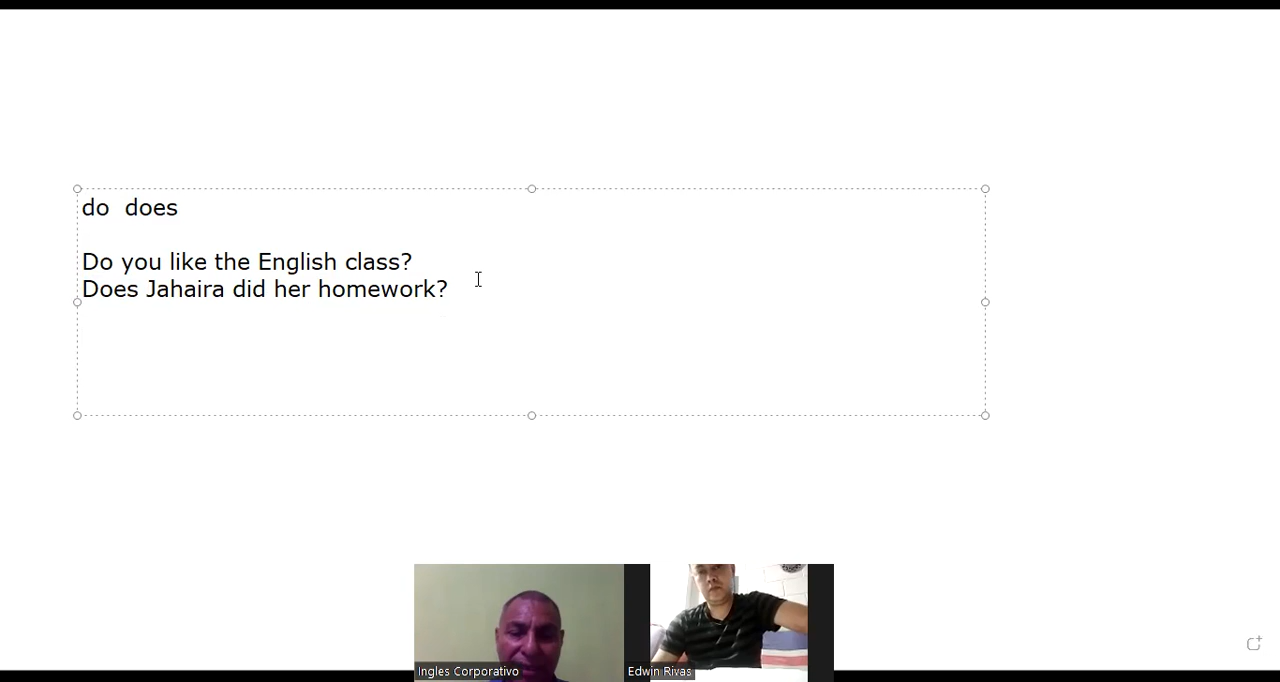 do does

Do you like the English class?
Does Jahaira did her homework?
Ingles Corporativo
Edwin Rivas